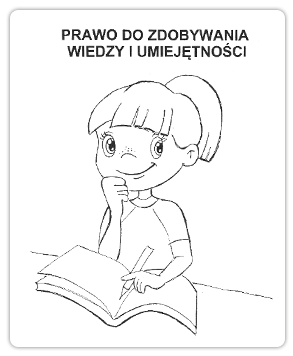 PRAWO DO ZDOBYWANIA
WIEDZY I UMIEJĘTNOŚCI